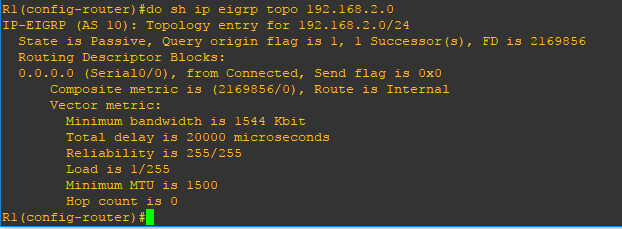 R1(config-router)#do sh ip eigrp topo 192.168.2.0
IP-EIGRP (AS 10): Topology entry for 192.168.2.0/24
State is Passive, Query origin flag is 1, 1 Successor(s), FD is 2169856
Routing Descriptor Blocks:
0.0.0.0 (Serial0/0), from Connected, Send flag is 0x0
Composite metric is (2169856/0), Route is Internal
Vector metric:
Minimum bandwidth is 1544 Kbit
Total delay is 20000 microseconds
Reliability is 255/255
Load is 1/255
Minimum MTU is 1500
Hop count is 0
R1(config-router)#